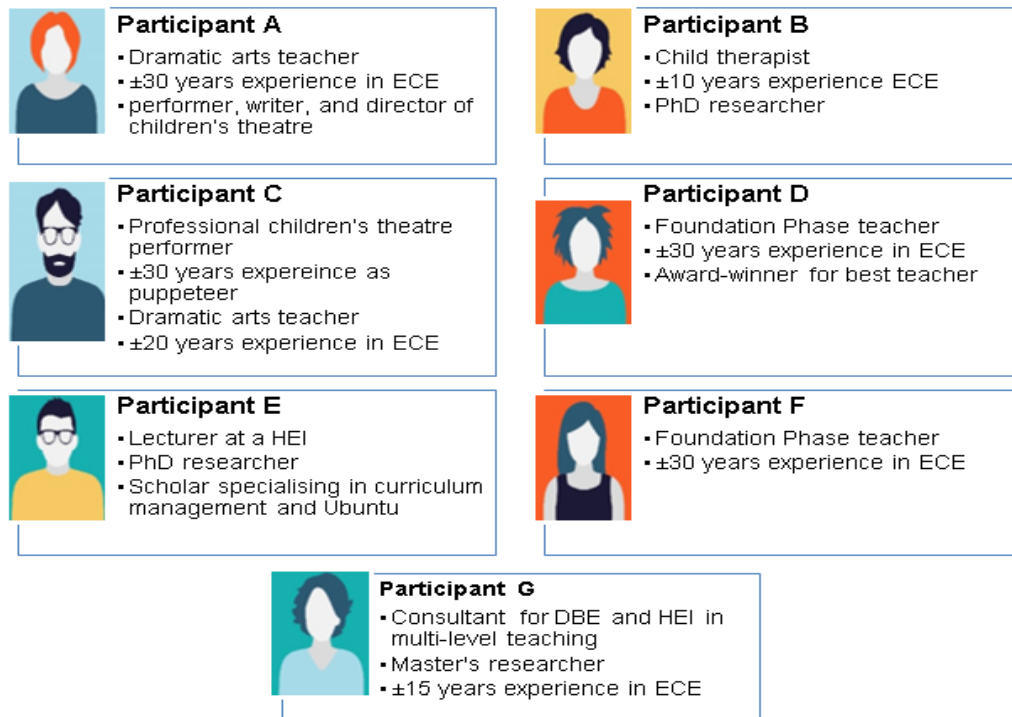 Participant A
▪ Dramatic arts teacher
▪ ±30 years experience in ECE
▪ performer, writer, and director of
children's theatre
Participant B
▪ Child therapist
▪ ±10 years experience ECE
▪ PhD researcher
Participant C
▪ Professional children's theatre
performer
▪ ±30 years expereince as
puppeteer
▪ Dramatic arts teacher
▪ ±20 years experience in ECE
Participant D
▪ Foundation Phase teacher
▪ ±30 years experience in ECE
▪ Award-winner for best teacher
Participant E
▪ Lecturer at a HEI
▪ PhD researcher
▪ Scholar specialising in curriculum
management and Ubuntu
Participant F
▪ Foundation Phase teacher
▪ ±30 years experience in ECE
Participant G
▪ Consultant for DBE and HEI in
multi-level teaching
▪ Master's researcher
▪ ±15 years experience in ECE